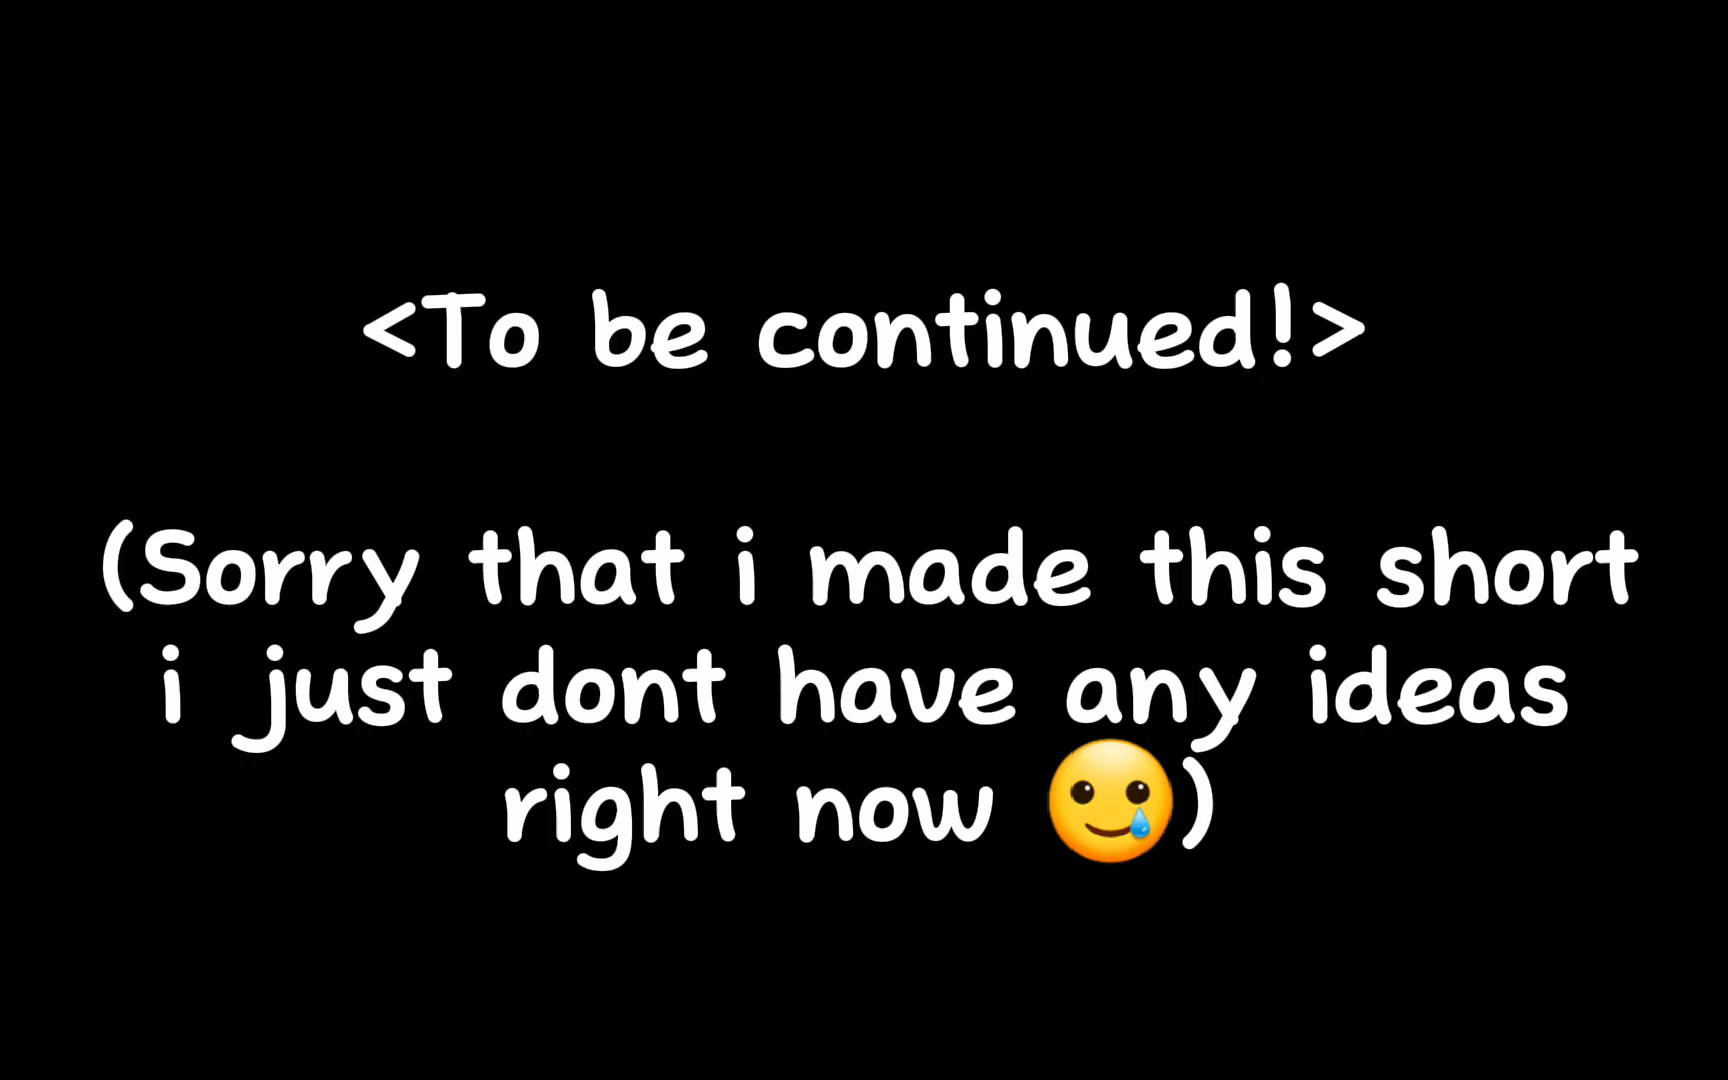 <To be continued!>
(Sorry that i made this short
i just dont have any ideas
right now 🥲)